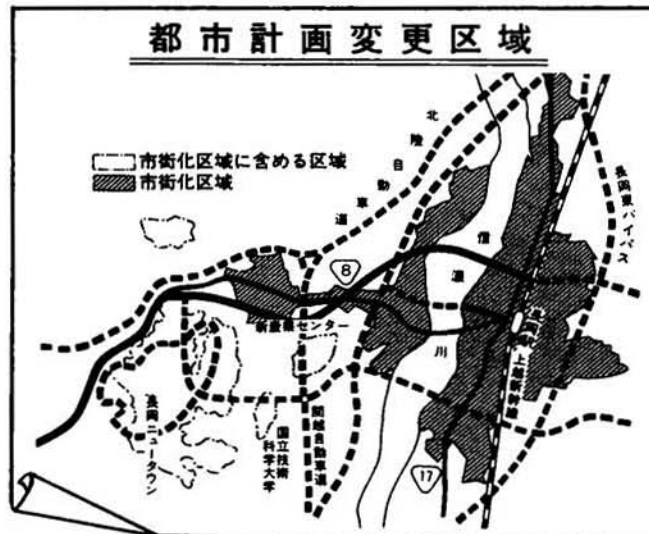 都市計画変更区域
市街化区域に含める区域
市街化区域
北陸自動車道
長岡東バイパス
信濃川
8
新産業センター
長岡駅
上越新幹線
長岡ニュータウン
国立技術
科学大学
関越自動車道
17